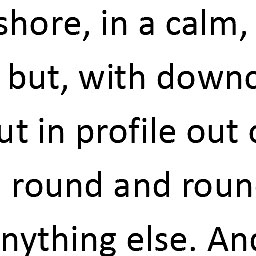 shore, in a calm,
but, with downc
ut in profile out
round and roun
nything else. And